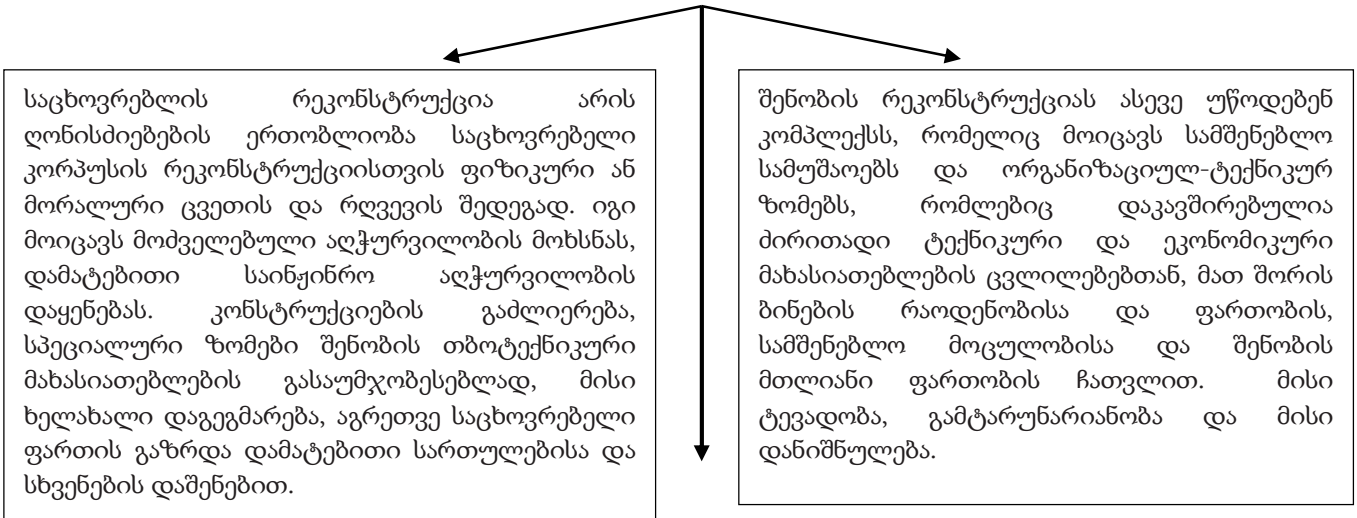 საცხოვრებლის რეკონსტრუქცია არის
ღონისძიებების ერთობლიობა საცხოვრებელი
კორპუსის რეკონსტრუქციისთვის ფიზიკური ან
მორალური ცვეთის და რღვევის შედეგად. იგი
მოიცავს მოძველებული აღჭურვილობის მოხსნას,
დამატებითი საინჟინრო აღჭურვილობის
დაყენებას. კონსტრუქციების გაძლიერება,
სპეციალური ზომები შენობის თბოტექნიკური
მახასიათებლების გასაუმჯობესებლად, მისი
ხელახალი დაგეგმარება, აგრეთვე საცხოვრებელი
ფართის გაზრდა დამატებითი სართულებისა და
სხვენების დაშენებით.
შენობის რეკონსტრუქციას ასევე უწოდებენ
კომპლექსს, რომელიც მოიცავს სამშენებლო
სამუშაოებს და ორგანიზაციულ-ტექნიკურ
ზომებს, რომლებიც დაკავშირებულია
ძირითადი ტექნიკური და ეკონომიკური
მახასიათებლების ცვლილებებთან, მათ შორის
ბინების რაოდენობისა და ფართობის,
სამშენებლო მოცულობისა და შენობის
მთლიანი ფართობის ჩათვლით. მისი
ტევადობა, გამტარუნარიანობა და მისი
დანიშნულება.